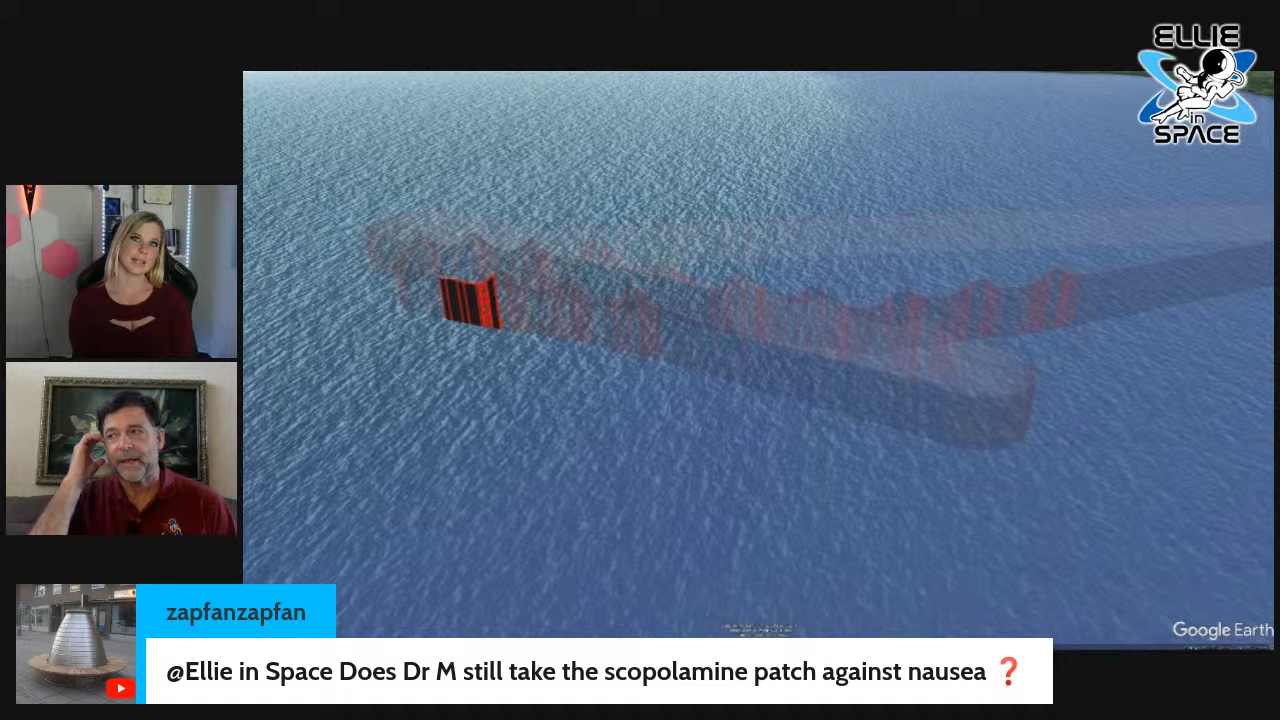 ELLIE
in
SPACE
Google Earth
zapfanzapfan
@Ellie in Space Does Dr M still take the scopolamine patch against nausea ❓